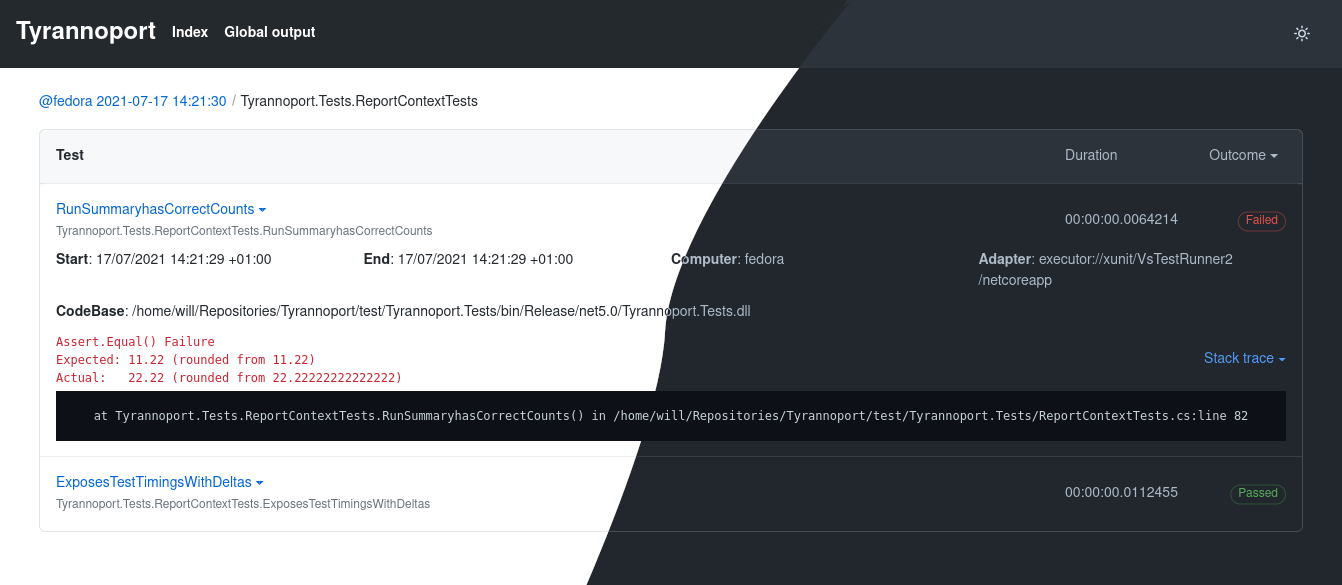 Tyrannoport Index Global output
@fedora 2021-07-17 14:21:30 / Tyrannoport.Tests.ReportContextTests
Test Duration Outcome
RunSummaryhasCorrectCounts 00:00:00.0064214 Failed
Tyrannoport.Tests.ReportContextTests.RunSummaryhasCorrectCounts
Start: 17/07/2021 14:21:29 +01:00 End: 17/07/2021 14:21:29 +01:00 Computer: fedora Adapter: executor://xunit/VsTestRunner2
/netcoreapp
CodeBase: /home/will/Repositories/Tyrannoport/test/Tyrannoport.Tests/bin/Release/net5.0/Tyrannoport.Tests.dll
Assert.Equal() Failure
Expected: 11.22 (rounded from 11.22) Stack trace
Actual:   22.22 (rounded from 22.22222222222222)
at Tyrannoport.Tests.ReportContextTests.RunSummaryhasCorrectCounts() in /home/will/Repositories/Tyrannoport/test/Tyrannoport.Tests/ReportContextTests.cs:line 82
ExposesTestTimingsWithDeltas 00:00:00.0112455 Passed
Tyrannoport.Tests.ReportContextTests.ExposesTestTimingsWithDeltas